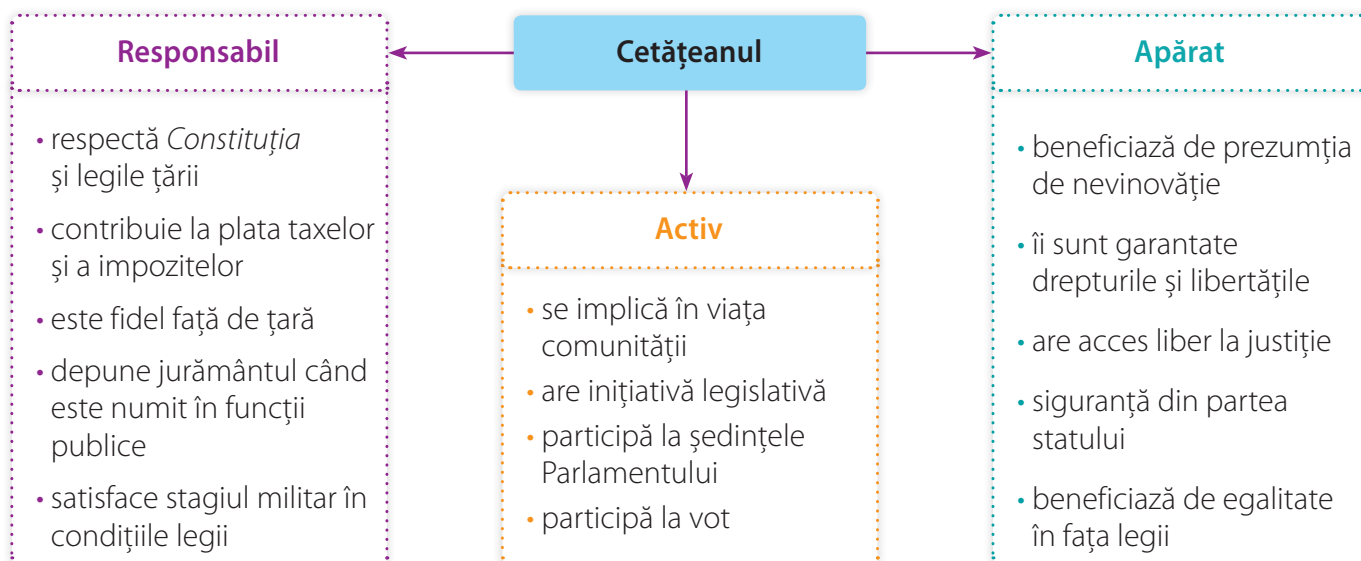 Cetățeanul
Responsabil
• respectă Constituția
și legile țării
• contribuie la plata taxelor
și a impozitelor
• este fidel față de țară
• depune jurământul când
este numit în funcții
publice
• satisface stagiul militar în
condițiile legii
Activ
• se implică în viața
comunității
• are inițiativă legislativă
• participă la ședințele
Parlamentului
• participă la vot
Apărat
• beneficiază de prezumția
de nevinovăție
• îi sunt garantate
drepturile și libertățile
• are acces liber la justiție
• siguranță din partea
statului
• beneficiază de egalitate
în fața legii